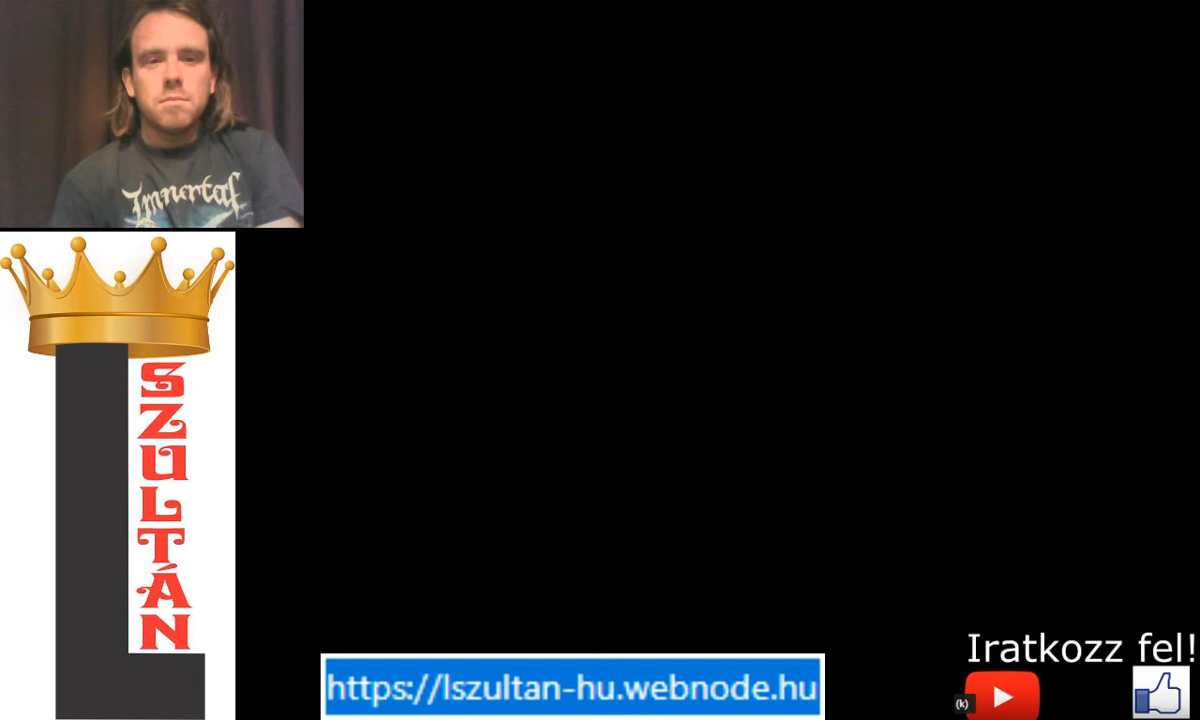 Immortal
L
SZULTÁN
https://lszultan-hu.webnode.hu
Iratkozz fel!
(k)